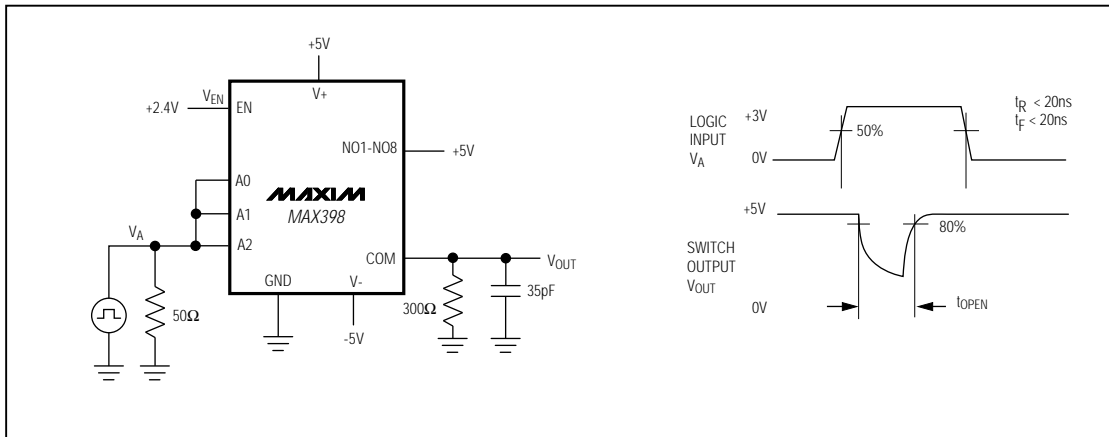 +5V
V+
+2.4V
VEN
EN
NO1-NO8
+5V
A0
MAXIM
A1
MAX398
VA
A2
COM
VOUT
GND
V-
50Ω
300Ω
35pF
-5V
LOGIC
INPUT
VA
+3V
50%
0V
tR < 20ns
tF < 20ns
+5V
80%
SWITCH
OUTPUT
VOUT
0V
tOPEN